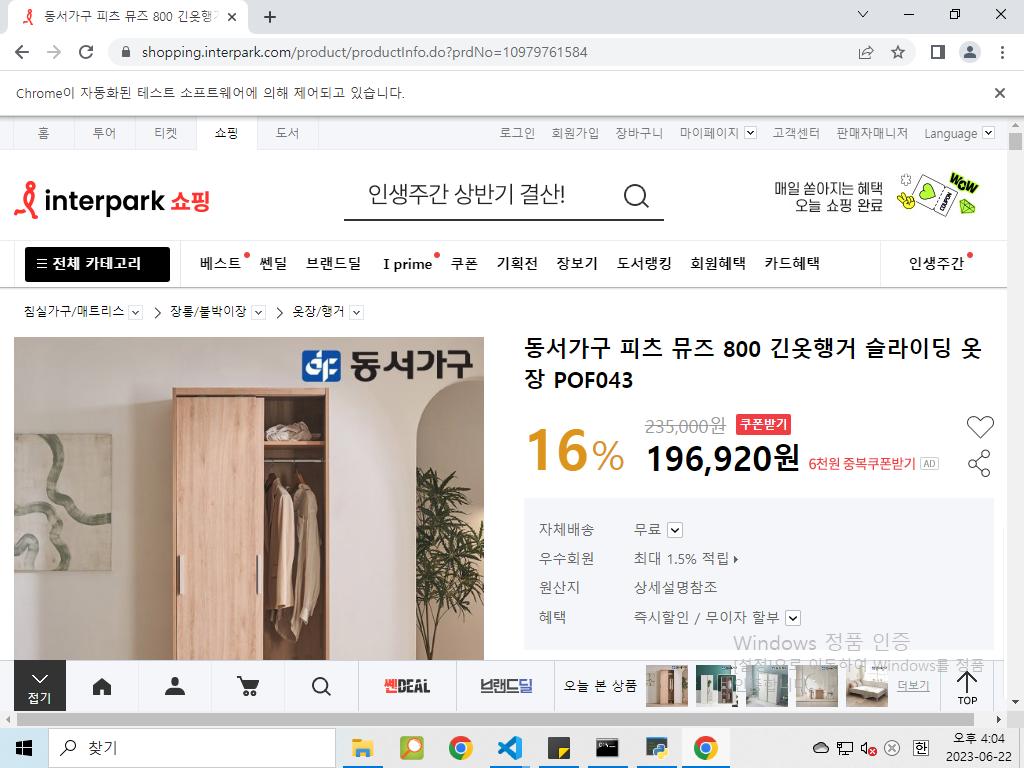 동서가구 피츠 뮤즈 800 긴옷행거
shopping.interpark.com/product/productInfo.do?prdNo=10979761584
Chrome이 자동화된 테스트 소프트웨어에 의해 제어되고 있습니다.
홈 투어 티켓 쇼핑 도서 로그인 회원가입 장바구니 마이페이지 고객센터 판매자매니저 Language
interpark 쇼핑
인생주간 상반기 결산!
매일 쏟아지는 혜택
오늘 쇼핑 완료
WOW
COUPON
전체 카테고리 베스트 쎈딜 브랜드딜 I prime 쿠폰 기획전 장보기 도서랭킹 회원혜택 카드혜택 인생주간
침실가구/매트리스 장롱/붙박이장 옷장/행거
동서가구
동서가구 피츠 뮤즈 800 긴옷행거 슬라이딩 옷
장 POF043
16%
235,000원 쿠폰받기
196,920원 6천원 중복쿠폰받기 AD
자체배송 무료
우수회원 최대 1.5% 적립
원산지 상세설명참조
혜택 즉시할인 / 무이자 할부
Windows 정품 인증
[설정]으로 이동하여 Windows를 정품
인증합니다.
접기
쎈DEAL
브랜드딜
오늘 본 상품
더보기
TOP
찾기
한
오후 4:04
2023-06-22